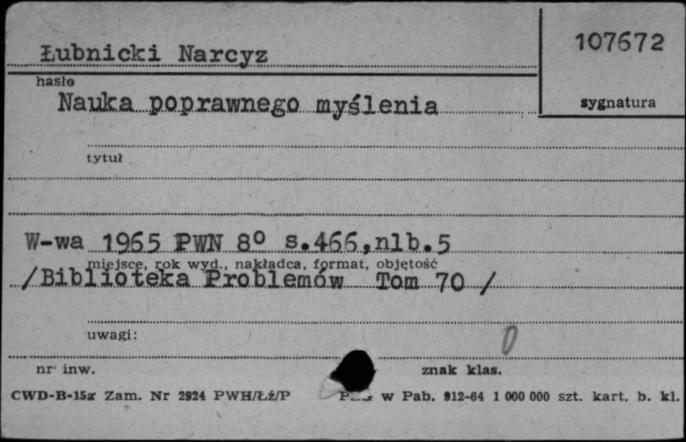 Łubnicki Narcyz
107672
hasło
sygnatura
Nauka poprawnego myślenia
tytuł
W-wa 1965 PWN 8° s.466,nlb.5
miejsce, rok wyd., nakładca, format, objętość
/Biblioteka Problemów Tom 70 /
uwagi:
0
nr inw.
znak klas.
CWD-B-15a Zam. Nr 2924 PWH/Łź/P w Pab. 912-64 1 000 000 szt. kart. b. kl.